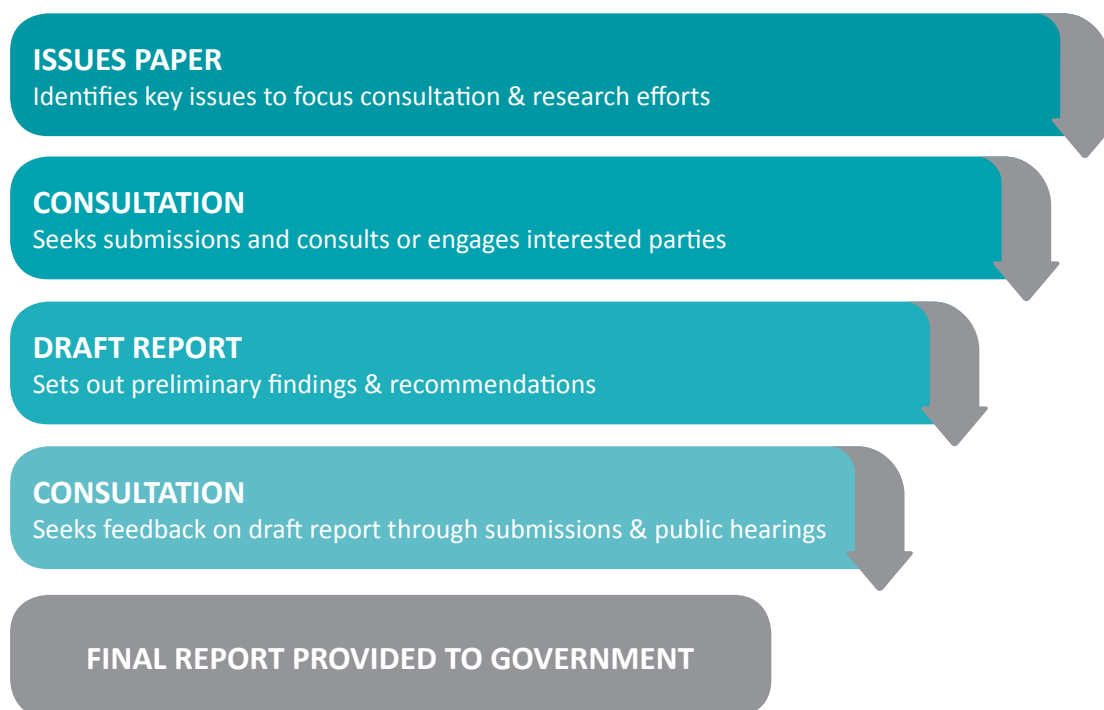 ISSUES PAPER
Identifies key issues to focus consultation & research efforts
CONSULTATION
Seeks submissions and consults or engages interested parties
DRAFT REPORT
Sets out preliminary findings & recommendations
CONSULTATION
Seeks feedback on draft report through submissions & public hearings
FINAL REPORT PROVIDED TO GOVERNMENT